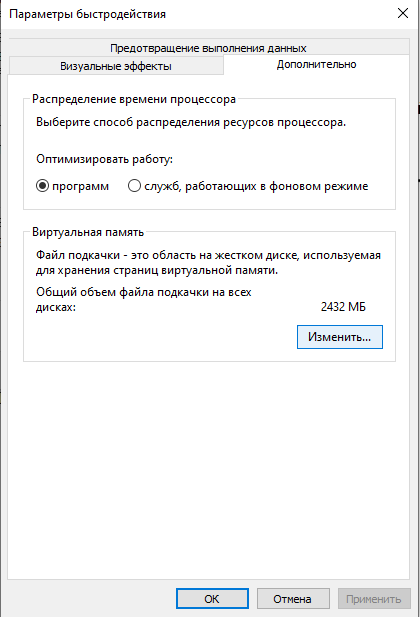 Параметры быстродействия
Предотвращение выполнения данных
Визуальные эффекты
Дополнительно
Распределение времени процессора
Выберите способ распределения ресурсов процессора.
Оптимизировать работу:
программ
служб, работающих в фоновом режиме
Виртуальная память
Файл подкачки - это область на жестком диске, используемая
для хранения страниц виртуальной памяти.
Общий объем файла подкачки на всех
дисках:
2432 МБ
Изменить...
ОК
Отмена
Применить